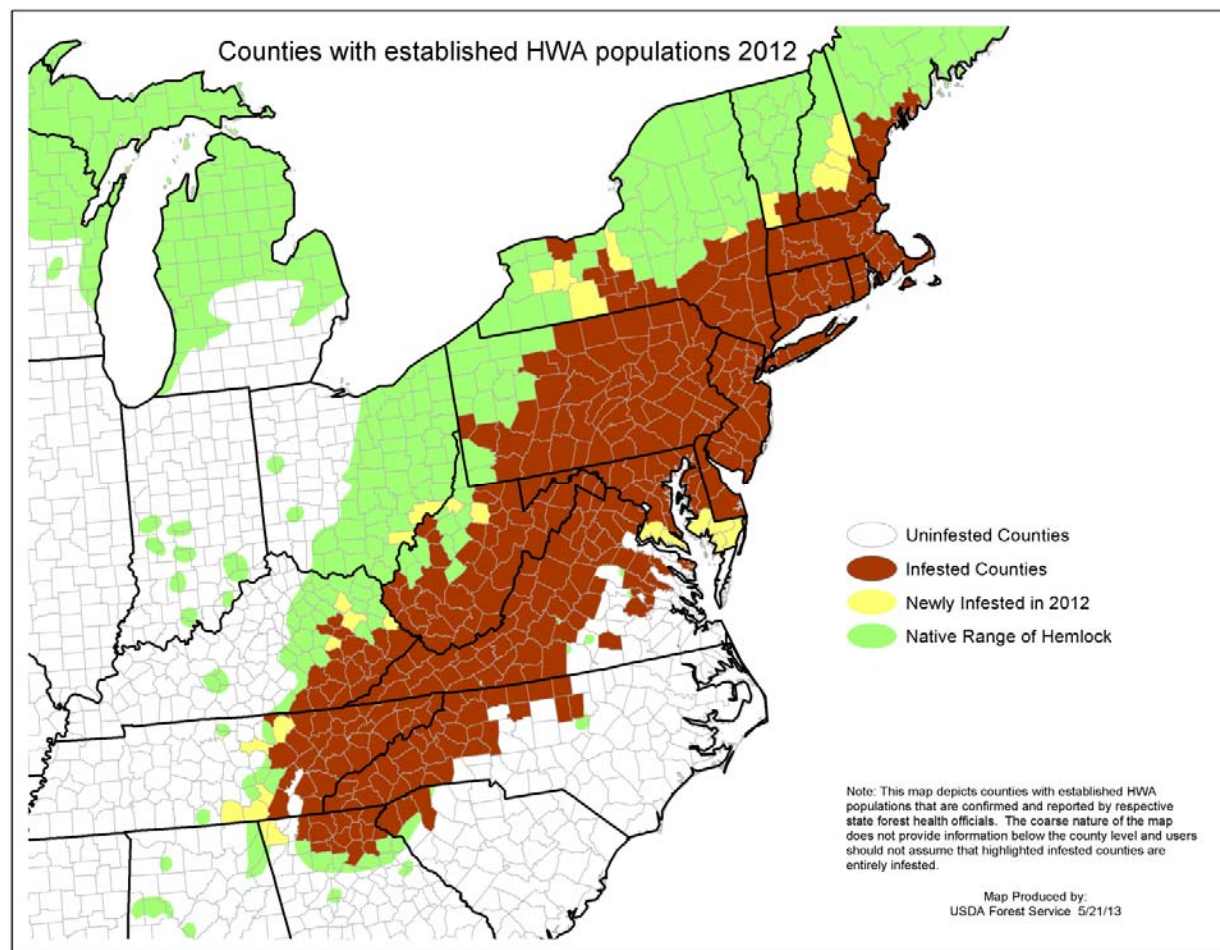 Counties with established HWA populations 2012
Uninfested Counties
Infested Counties
Newly Infested in 2012
Native Range of Hemlock
Note: This map depicts counties with established HWA
populations that are confirmed and reported by respective
state forest health officials. The coarse nature of the map
does not provide information below the county level and users
should not assume that highlighted infested counties are
entirely infested.
Map Produced by:
USDA Forest Service 5/21/13